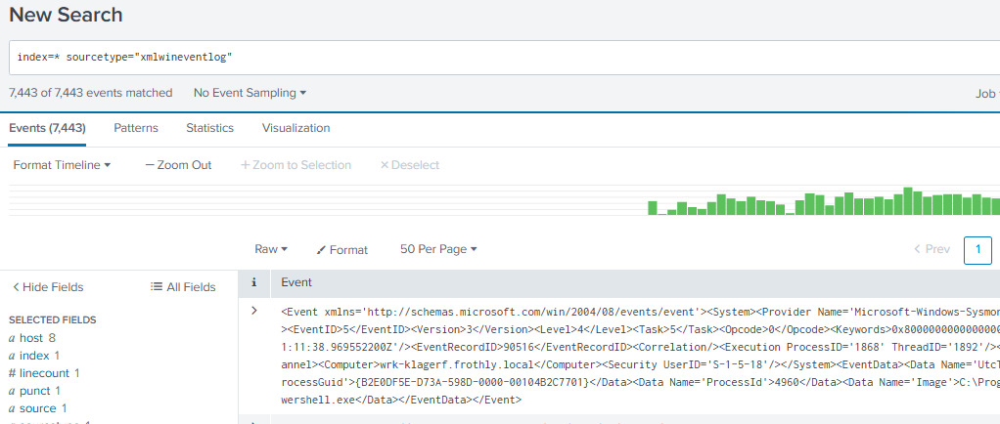 New Search
index=* sourcetype="xmlwineventlog"
7,443 of 7,443 events matched No Event Sampling
Job
Events (7,443) Patterns Statistics Visualization
Format Timeline — Zoom Out + Zoom to Selection × Deselect
Raw Format 50 Per Page < Prev 1
< Hide Fields All Fields i Event
SELECTED FIELDS
a host 8
a index 1
# linecount 1
a punct 1
a source 1
<Event xmlns='http://schemas.microsoft.com/win/2004/08/events/event'><System><Provider Name='Microsoft-Windows-Sysmon
><EventID>5</EventID><Version>3</Version><Level>4</Level><Task>5</Task><Opcode>0</Opcode><Keywords>0x8000000000000000
1:11:38.969552200Z'/><EventRecordID>90516</EventRecordID><Correlation/><Execution ProcessID='1868' ThreadID='1892'/><
annel><Computer>wrk-klagerf.frothly.local</Computer><Security UserID='S-1-5-18'/></System><EventData><Data Name='UtcT
rocessGuid'>{B2E0DF5E-D73A-598D-0000-00104B2C7701}</Data><Data Name='ProcessId'>4960</Data><Data Name='Image'>C:\Prog
wershell.exe</Data></EventData></Event>